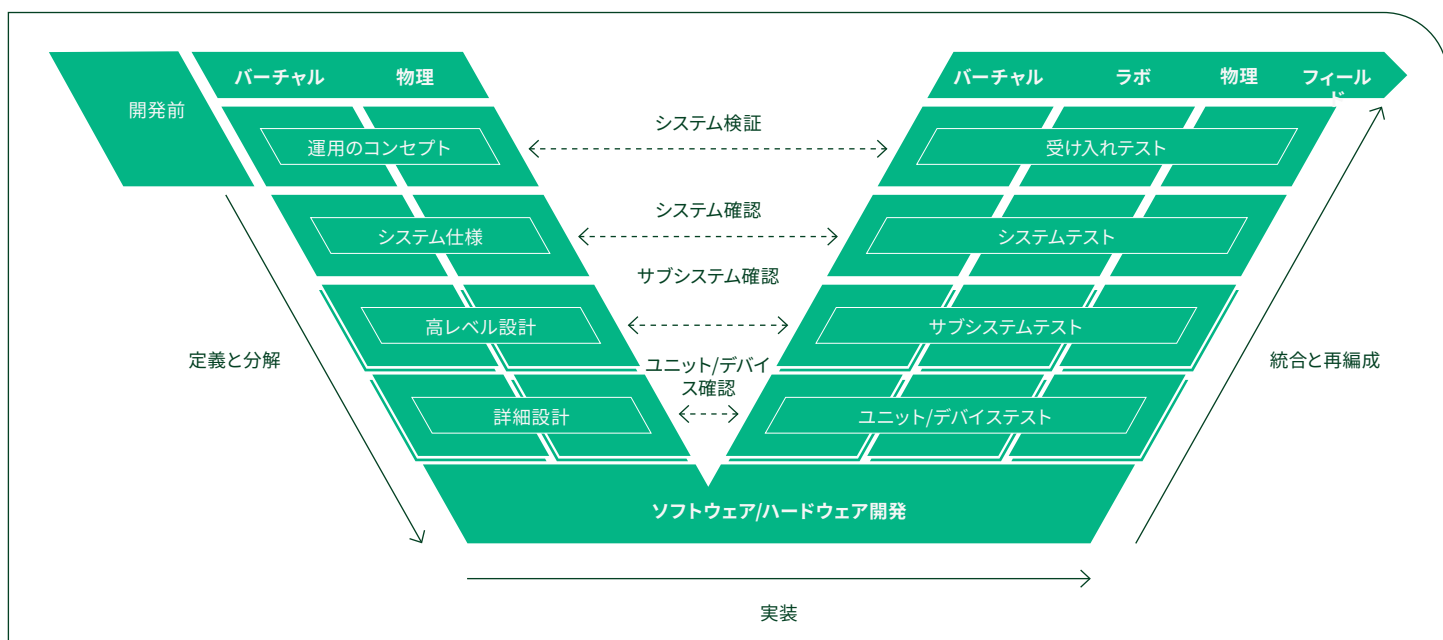 バーチャル
物理
バーチャル
ラボ
物理
フィール
ド
開発前
システム検証
運用のコンセプト
受け入れテスト
システム確認
システム仕様
システムテスト
サブシステム確認
高レベル設計
サブシステムテスト
定義と分解
ユニット/デバイ
ス確認
統合と再編成
詳細設計
ユニット/デバイステスト
ソフトウェア/ハードウェア開発
実装